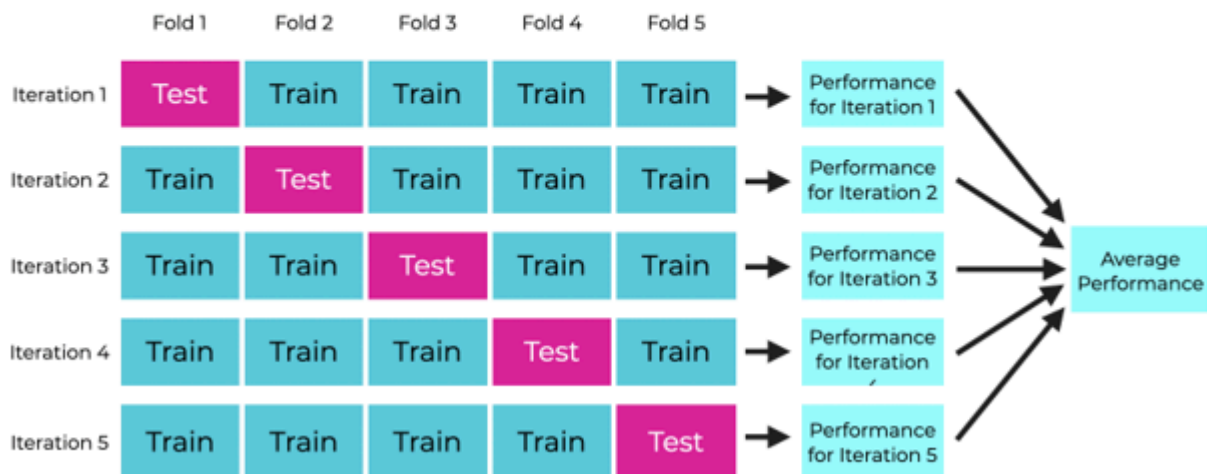 Fold 1 Fold 2 Fold 3 Fold 4 Fold 5
Iteration 1 Test Train Train Train Train
Performance
for Iteration 1
Iteration 2 Train Test Train Train Train
Performance
for Iteration 2
Iteration 3 Train Train Test Train Train
Performance
for Iteration 3
Average
Performance
Iteration 4 Train Train Train Test Train
Performance
for Iteration
Iteration 5 Train Train Train Train Test
Performance
for Iteration 5